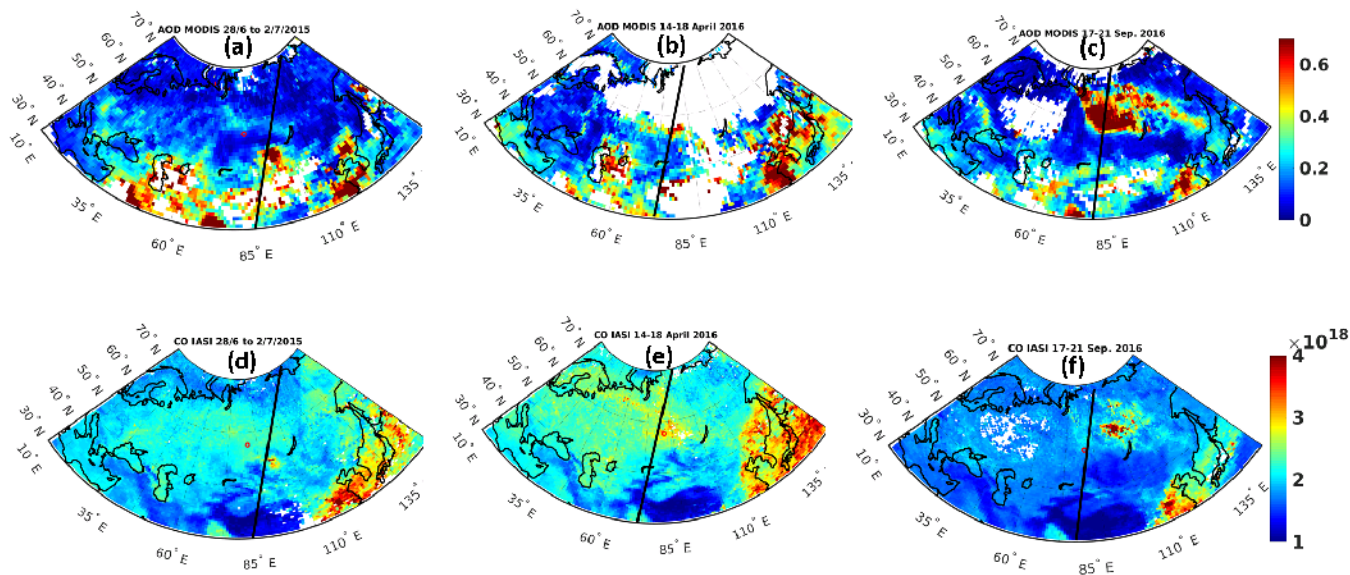 AOD MODIS 28/6 to 2/7/2015
(a)
70° N
60° N
50° N
40° N
30° N
10° E
35° E
60° E
85° E
110° E
135° E
AOD MODIS 14-18 April 2016
(b)
70° N
60° N
50° N
40° N
30° N
10° E
35° E
60° E
85° E
110° E
135° E
AOD MODIS 17-21 Sep. 2016
(c)
70° N
60° N
50° N
40° N
30° N
10° E
35° E
60° E
85° E
110° E
135° E
0.6
0.4
0.2
0
CO IASI 28/6 to 2/7/2015
(d)
70° N
60° N
50° N
40° N
30° N
10° E
35° E
60° E
85° E
110° E
135° E
CO IASI 14-18 April 2016
(e)
70° N
60° N
50° N
40° N
30° N
10° E
35° E
60° E
85° E
110° E
135° E
CO IASI 17-21 Sep. 2016
(f)
70° N
60° N
50° N
40° N
30° N
10° E
35° E
60° E
85° E
110° E
135° E
×10¹⁸
4
3
2
1